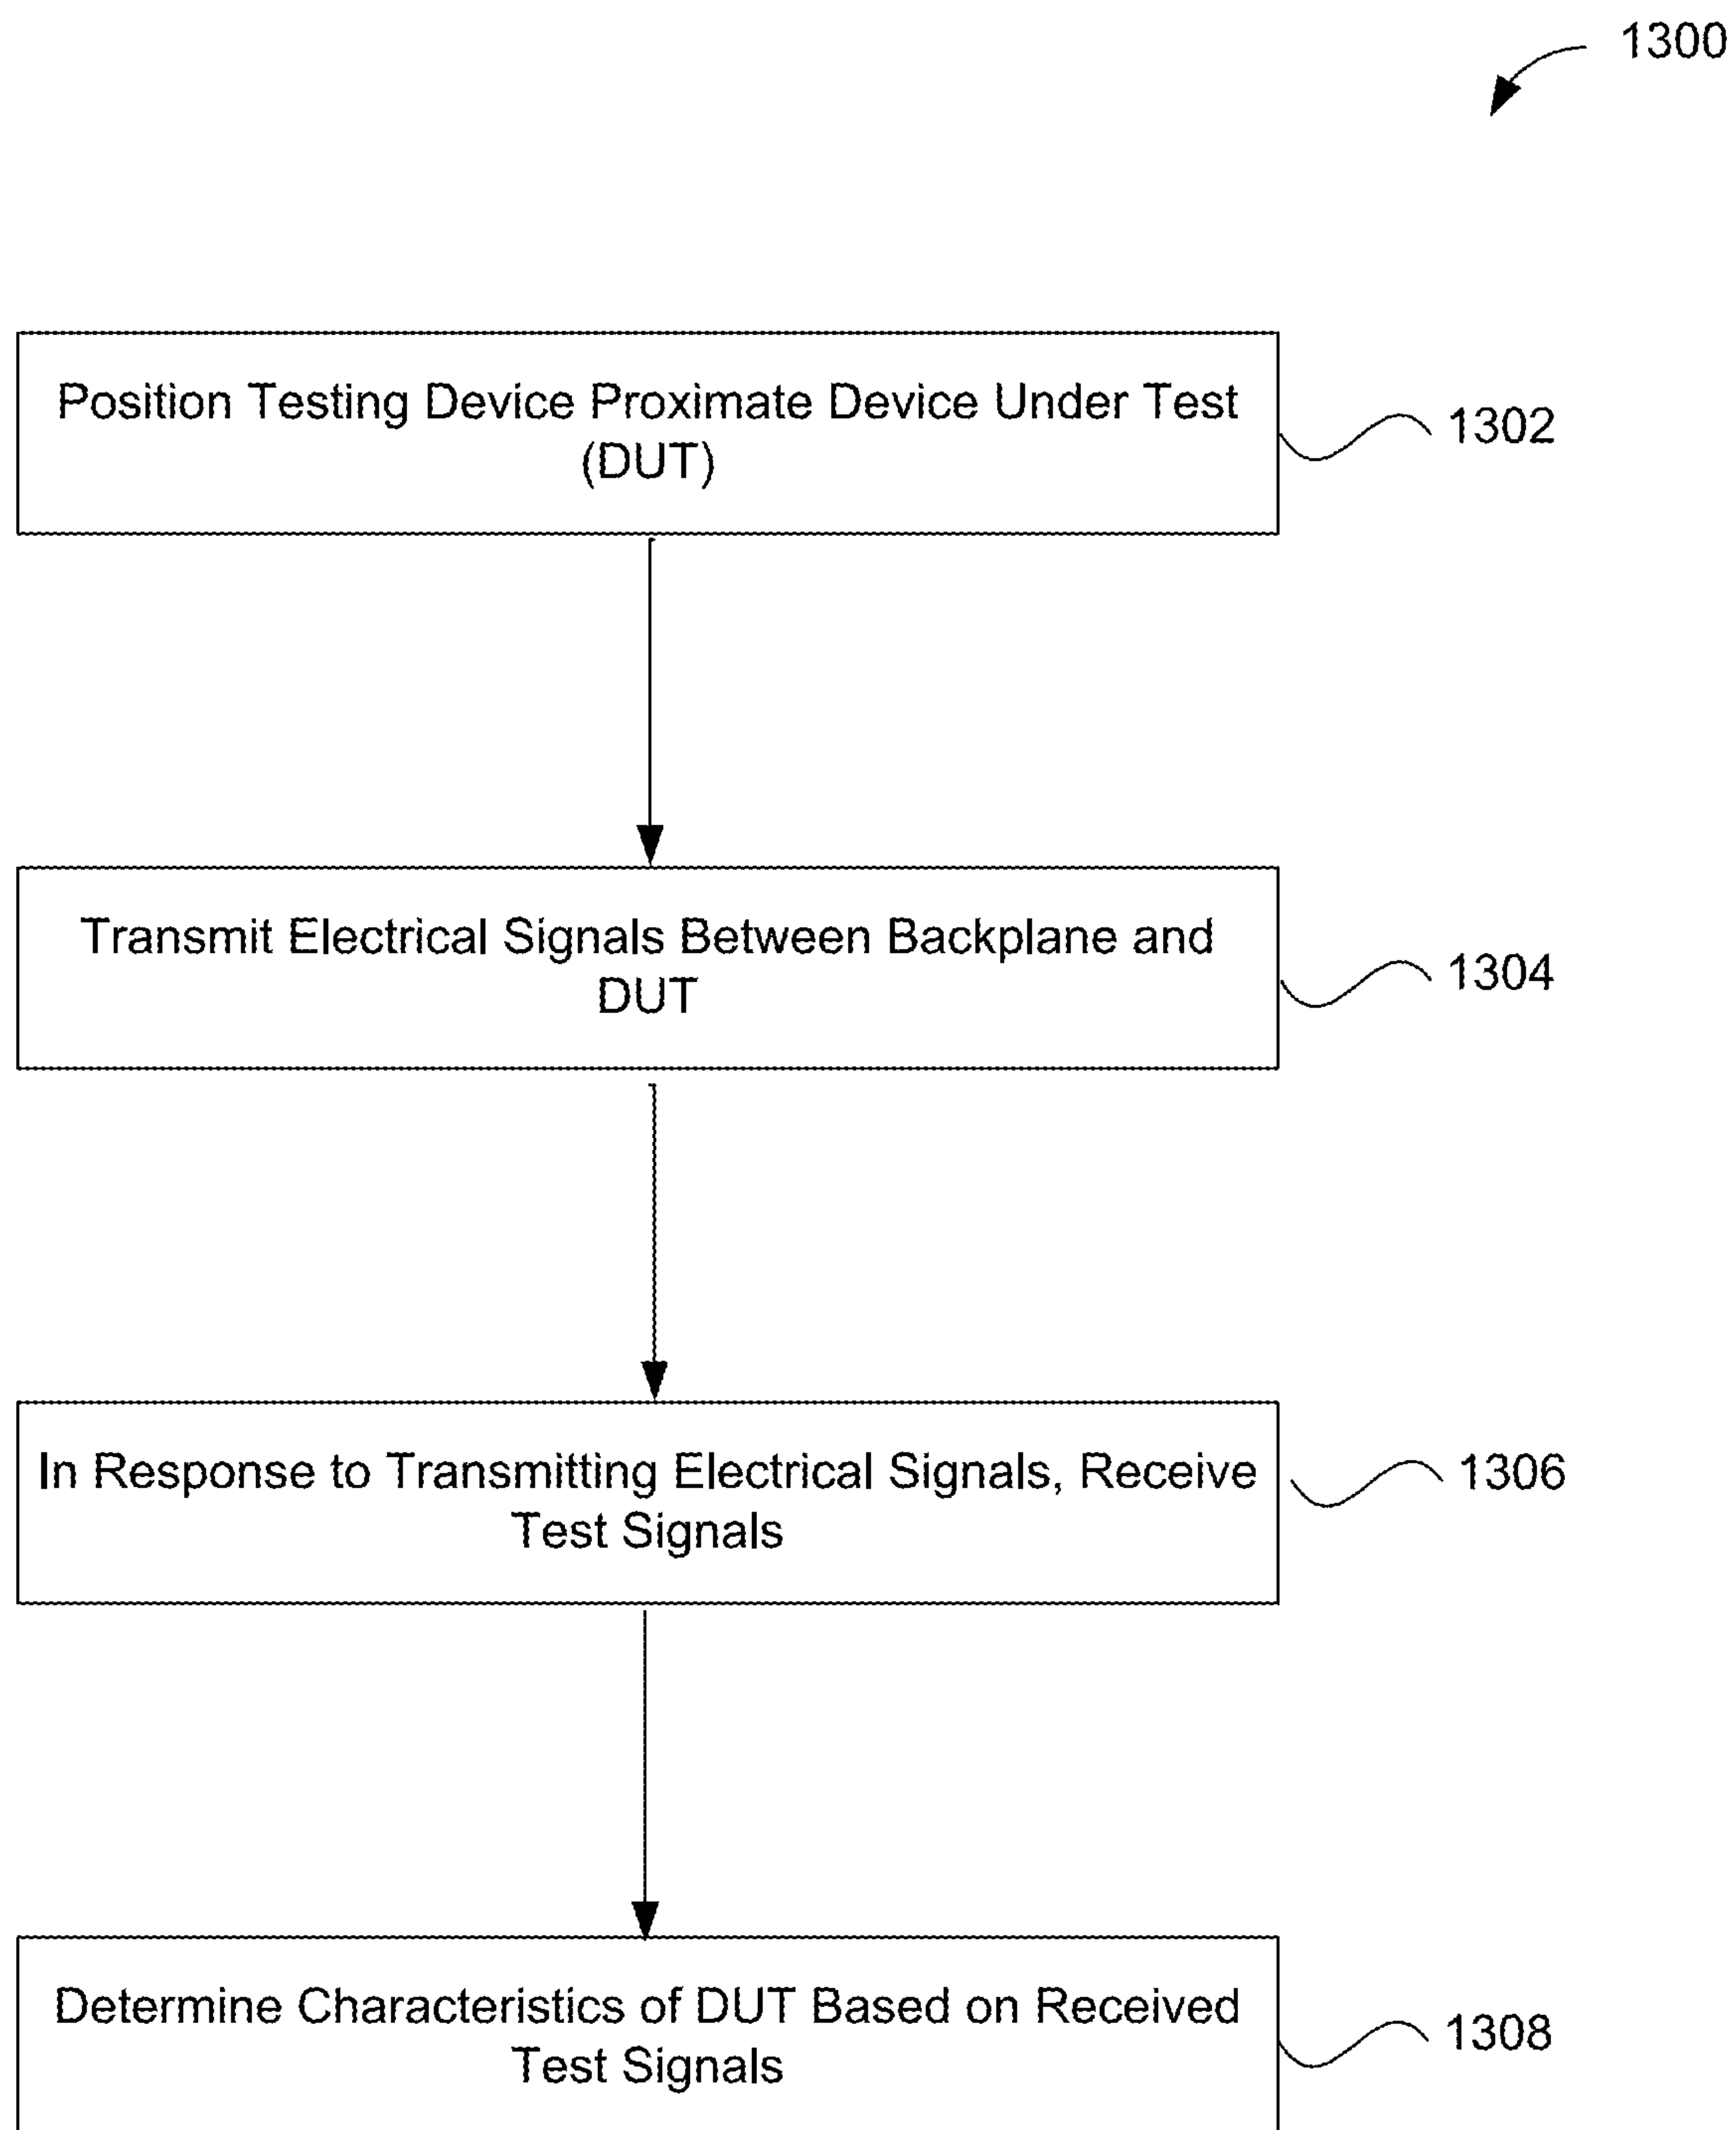 1300
Position Testing Device Proximate Device Under Test
(DUT)
1302
Transmit Electrical Signals Between Backplane and
DUT
1304
In Response to Transmitting Electrical Signals, Receive
Test Signals
1306
Determine Characteristics of DUT Based on Received
Test Signals
1308